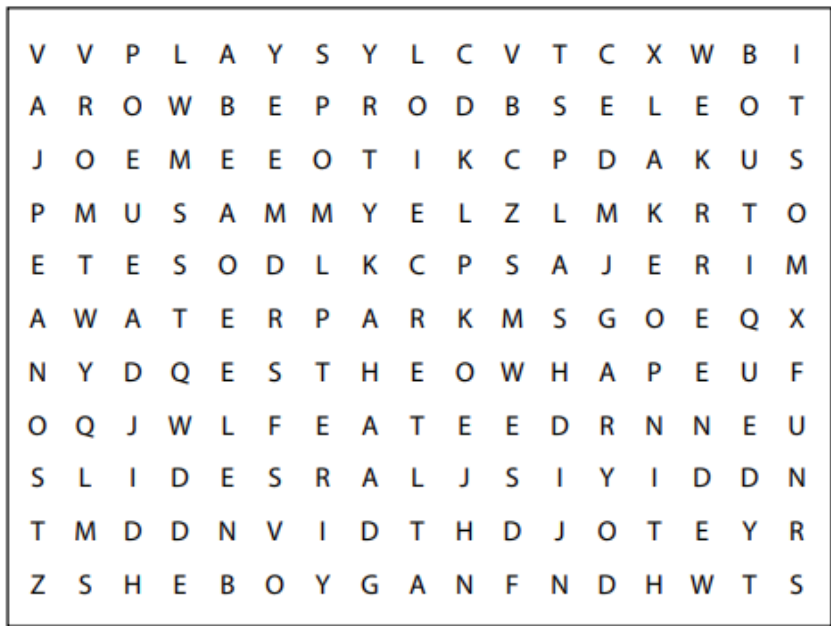 V V P L A Y S Y L C V T C X W B I
A R O W B E P R O D B S E L E O T
J O E M E E O T I K C P D A K U S
P M U S A M M Y E L Z L M K R T O
E T E S O D L K C P S A J E R I M
A W A T E R P A R K M S G O E Q X
N Y D Q E S T H E O W H A P E U F
O Q J W L F E A T E E D R N N E U
S L I D E S R A L J S I Y I D D N
T M D D N V I D T H D J O T E Y R
Z S H E B O Y G A N F N D H W T S